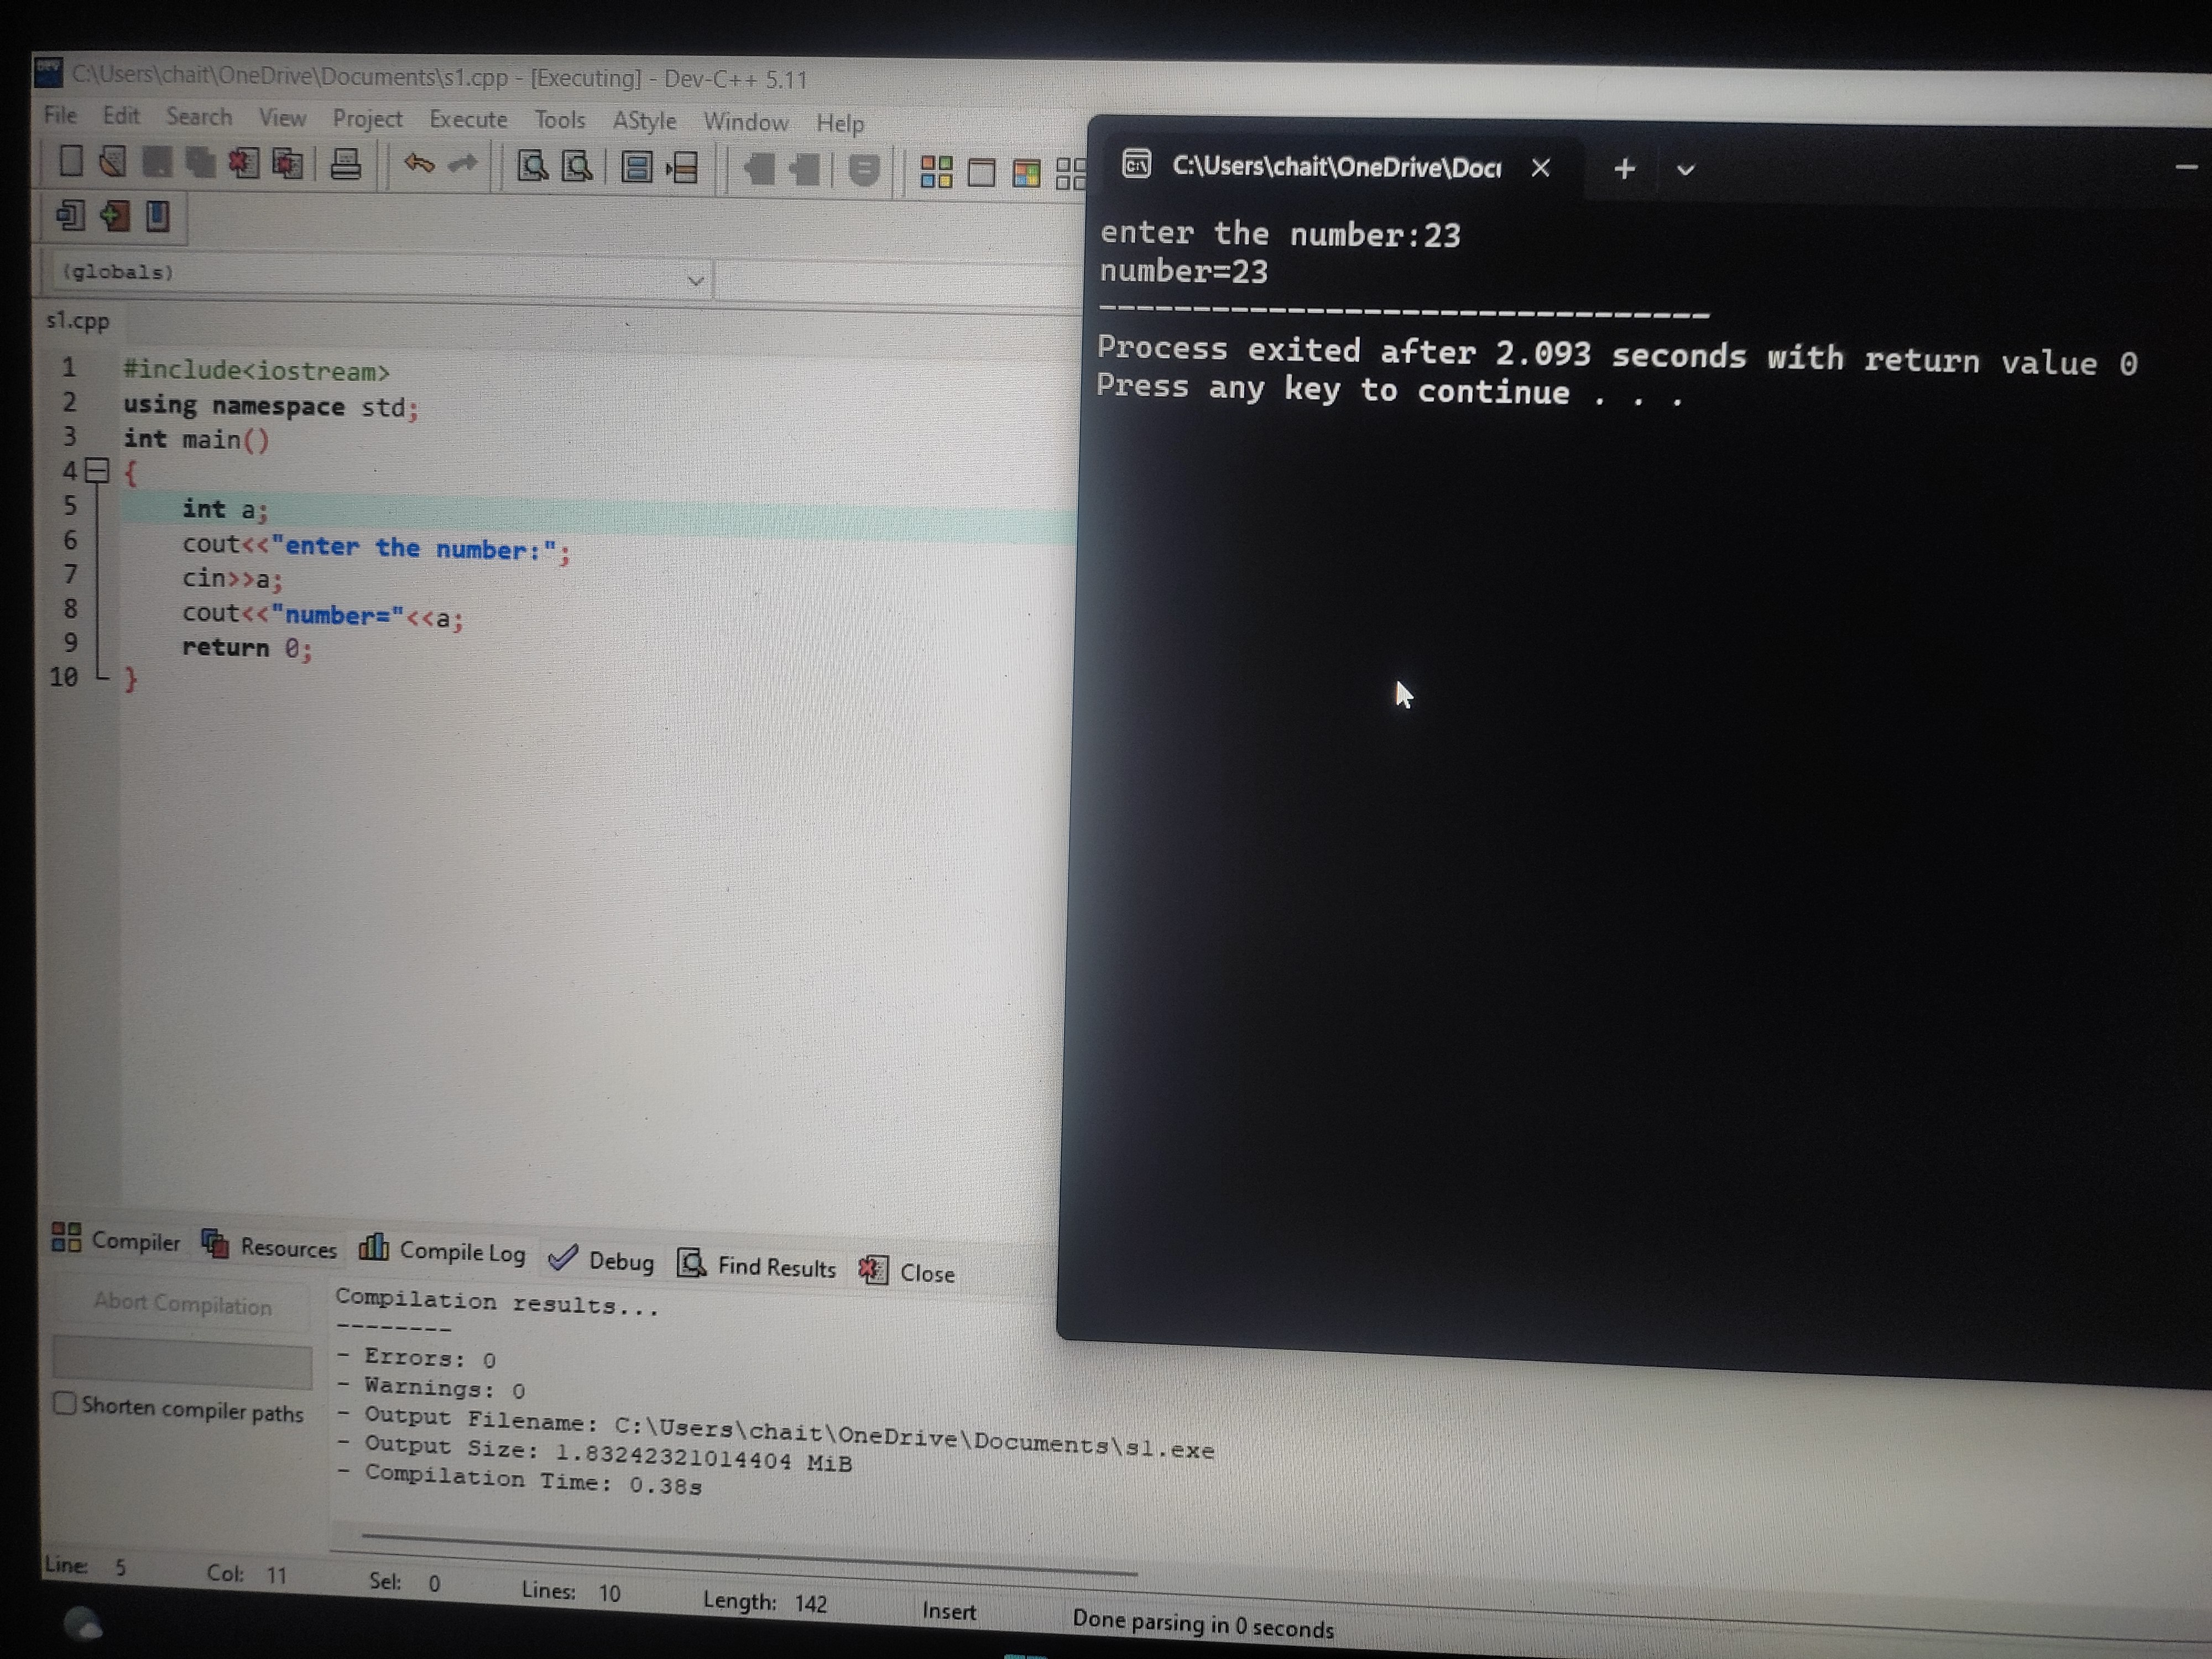 C:\Users\chait\OneDrive\Documents\s1.cpp - [Executing] - Dev-C++ 5.11
File Edit Search View Project Execute Tools AStyle Window Help
(globals)
s1.cpp
1 #include<iostream>
2 using namespace std;
3 int main()
4 {
5 int a;
6 cout<<"enter the number:";
7 cin>>a;
8 cout<<"number="<<a;
9 return 0;
10 }
C:\Users\chait\OneDrive\Docu
enter the number:23
number=23
--------------------------------
Process exited after 2.093 seconds with return value 0
Press any key to continue . . .
Compiler Resources Compile Log Debug Find Results Close
Abort Compilation
Shorten compiler paths
Compilation results...
--------
- Errors: 0
- Warnings: 0
- Output Filename: C:\Users\chait\OneDrive\Documents\s1.exe
- Output Size: 1.83242321014404 MiB
- Compilation Time: 0.38s
Line: 5 Col: 11 Sel: 0 Lines: 10 Length: 142 Insert Done parsing in 0 seconds